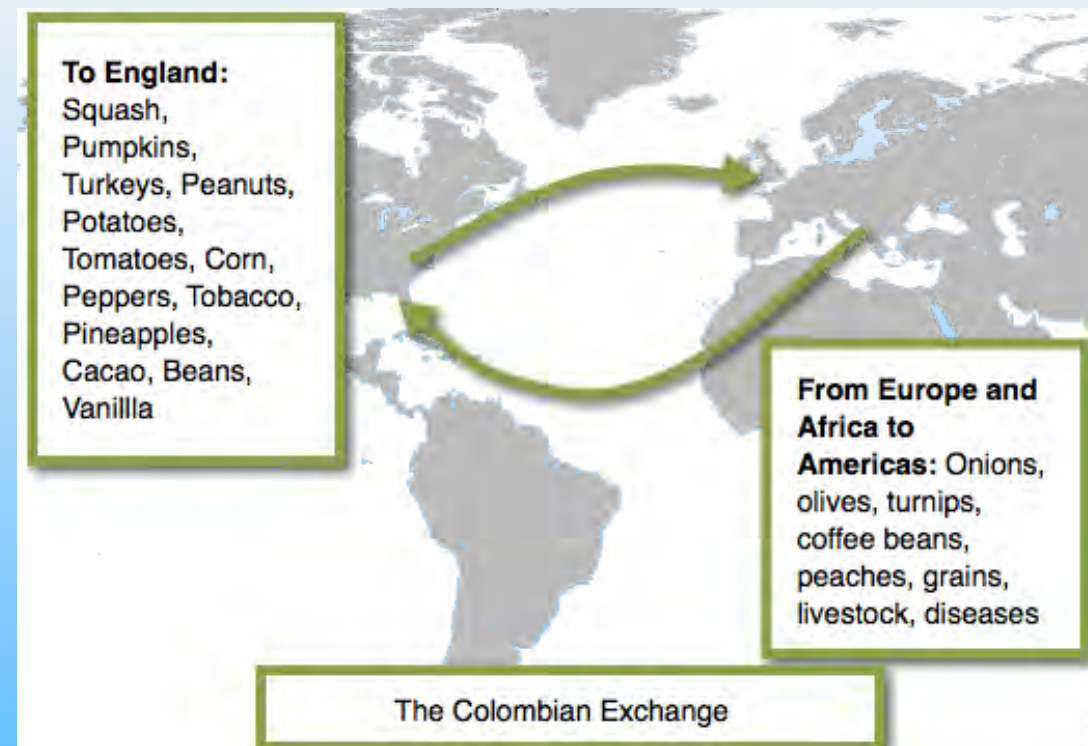 To England:
Squash,
Pumpkins,
Turkeys, Peanuts,
Potatoes,
Tomatoes, Corn,
Peppers, Tobacco,
Pineapples,
Cacao, Beans,
Vanillla
From Europe and
Africa to
Americas: Onions,
olives, turnips,
coffee beans,
peaches, grains,
livestock, diseases
The Colombian Exchange